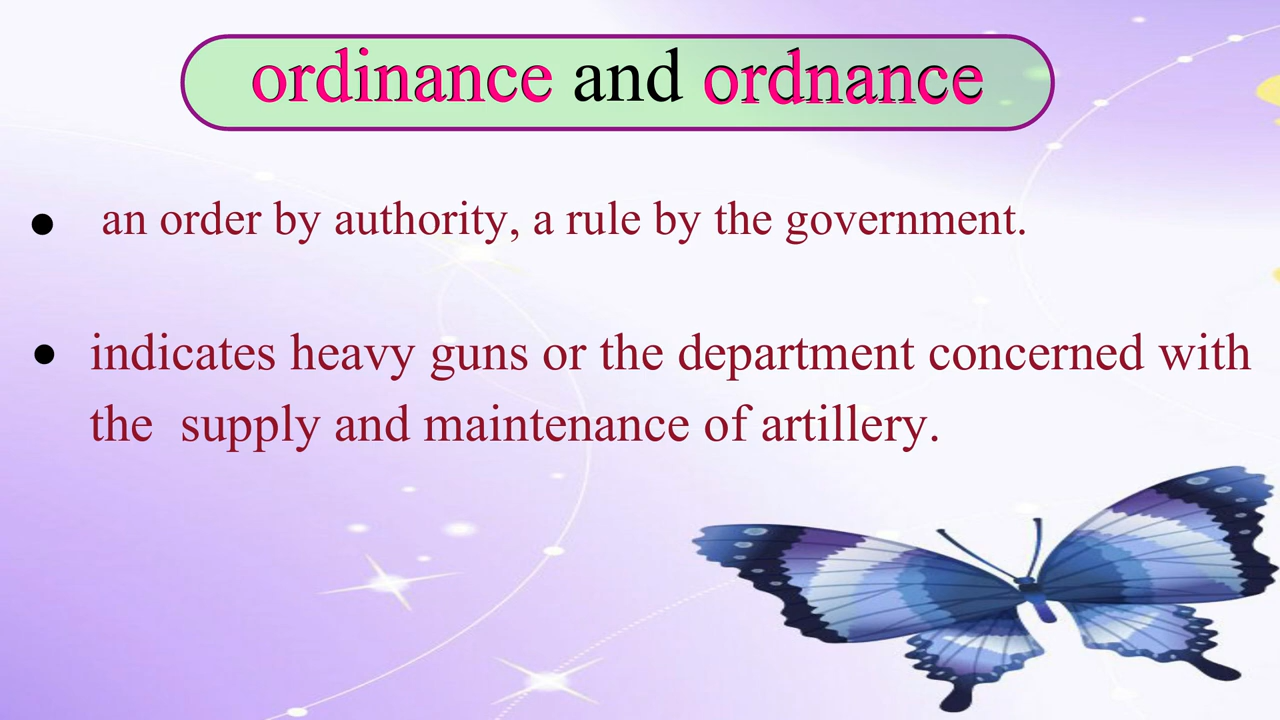 ordinance and ordnance
• an order by authority, a rule by the government.
• indicates heavy guns or the department concerned with
the supply and maintenance of artillery.